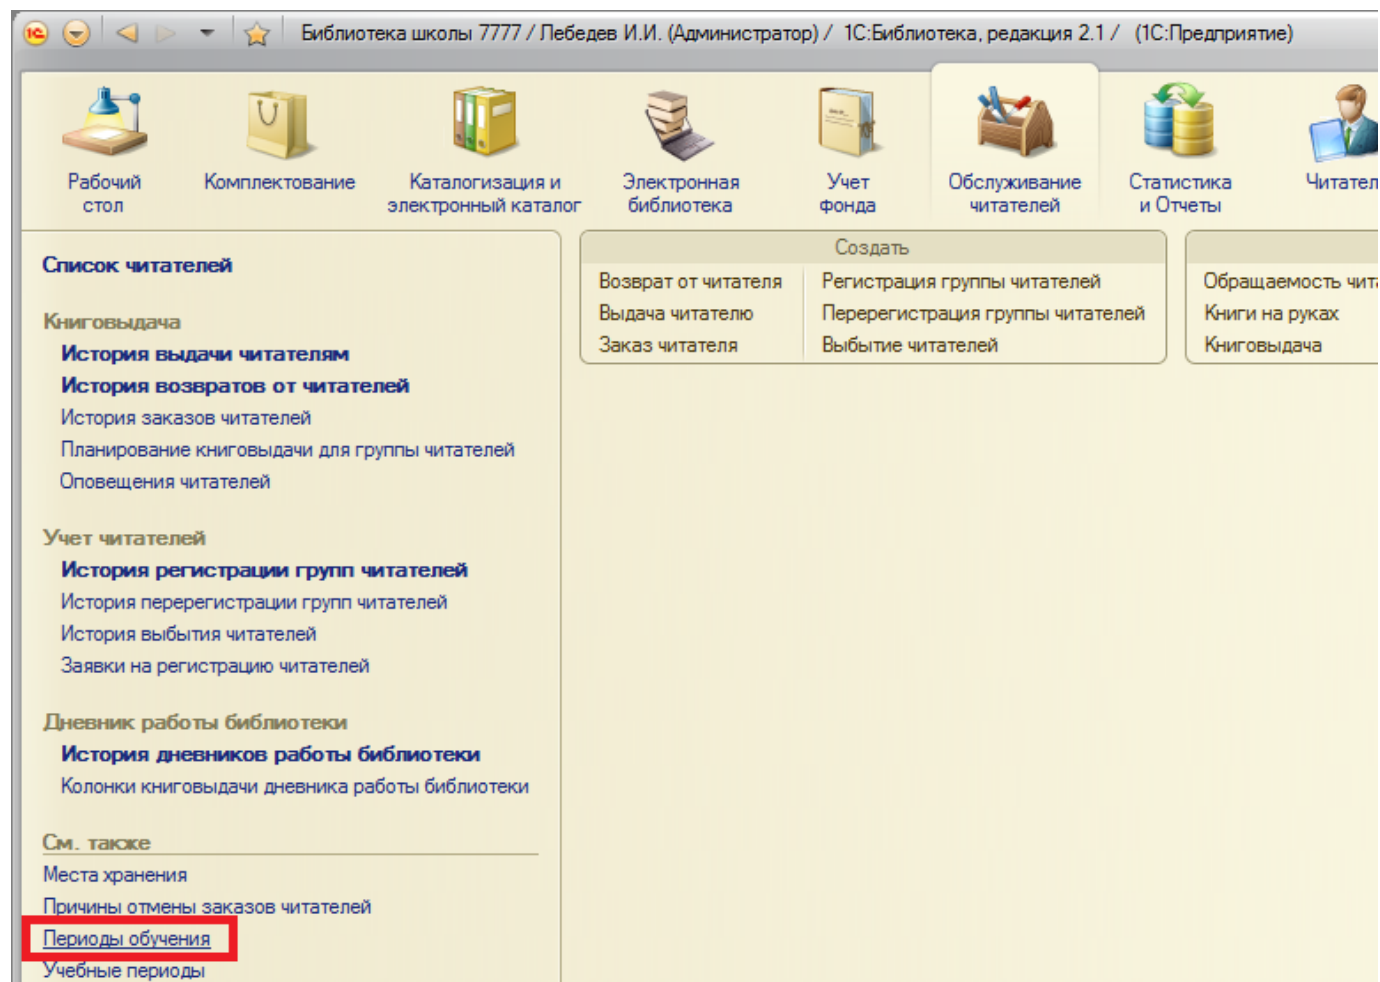 Библиотека школы 7777 / Лебедев И.И. (Администратор) / 1С:Библиотека, редакция 2.1 / (1С:Предприятие)
Рабочий
стол
Комплектование
Каталогизация и
электронный каталог
Электронная
библиотека
Учет
фонда
Обслуживание
читателей
Статистика
и Отчеты
Читател
Список читателей
Книговыдача
История выдачи читателям
История возвратов от читателей
История заказов читателей
Планирование книговыдачи для группы читателей
Оповещения читателей
Учет читателей
История регистрации групп читателей
История перерегистрации групп читателей
История выбытия читателей
Заявки на регистрацию читателей
Дневник работы библиотеки
История дневников работы библиотеки
Колонки книговыдачи дневника работы библиотеки
См. также
Места хранения
Причины отмены заказов читателей
Периоды обучения
Учебные периоды
Создать
Возврат от читателя
Выдача читателю
Заказ читателя
Регистрация группы читателей
Перерегистрация группы читателей
Выбытие читателей
Обращаемость чит
Книги на руках
Книговыдача